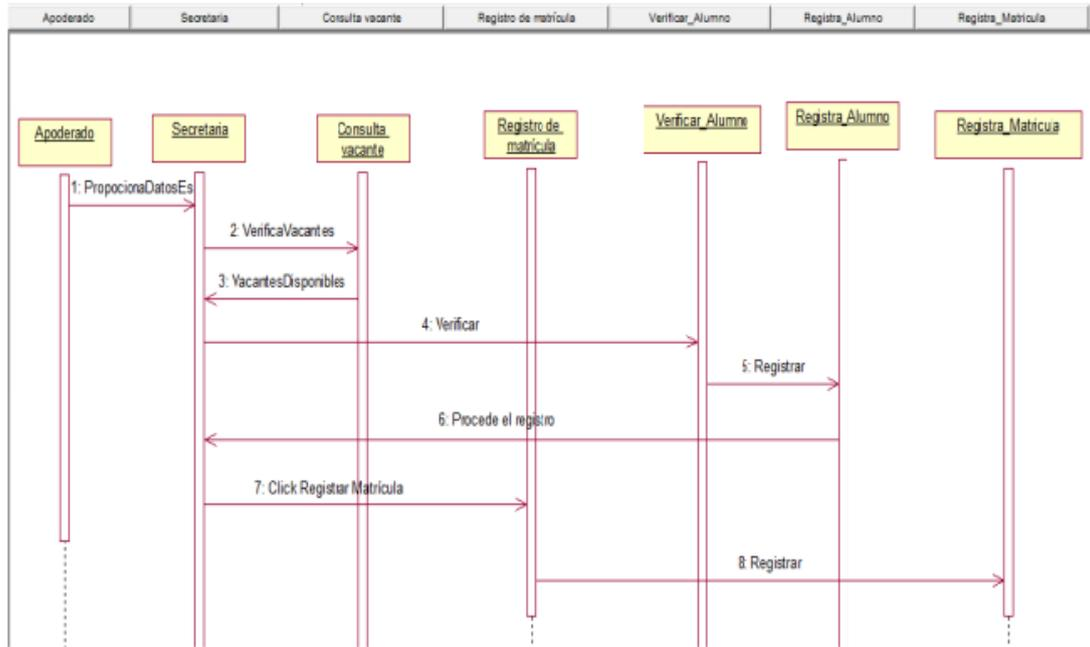 Apoderado
Secretaria
Consulta vacante
Registro de matrícula
Verificar_Alumno
Registra_Alumno
Registra_Matricula
Apoderado
Secretaria
Consulta
vacante
Registro de
matrícula
Verificar_Alumno
Registra_Alumno
Registra_Matricua
1: PropocionaDatosEs
2: VerificaVacantes
3: VacantesDisponibles
4: Verificar
5: Registrar
6: Procede el registro
7: Click Registrar Matrícula
8: Registrar